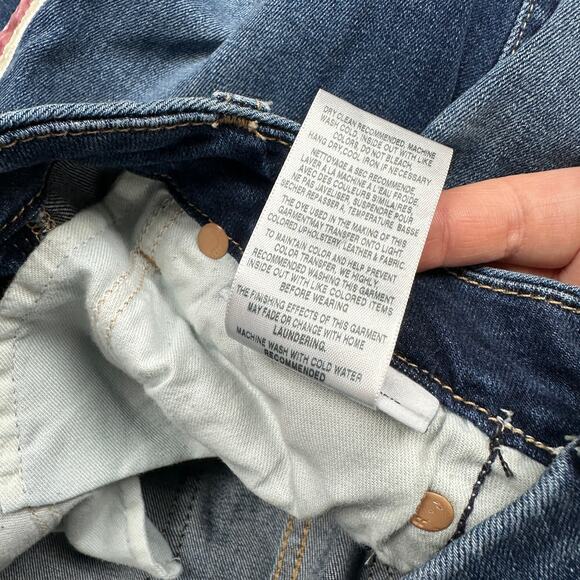 DRY CLEAN RECOMMENDED, MACHINE
WASH COLD, INSIDE OUT WITH LIKE
COLORS, DO NOT BLEACH,
HANG DRY, COOL IRON IF NECESSARY
NETTOYAGE A SEC RECOMMENDE
LAVER A LA MACHINE A L'EAU FROIDE,
AVEC DES COULEURS SIMILAIRES,
NE PAS JAVELISER SUSPENDRE POUR
SECHER REPASSER A, TEMPERATURE BASSE
THE DYE USED IN THE MAKING OF THIS
GARMENT MAY TRANSFER ONTO LIGHT
COLORED UPHOLSTERY, LEATHER & FABRIC.
TO MAINTAIN COLOR AND HELP PREVENT
COLOR TRANSFER, WE HIGHLY
RECOMMENDED WASHING THIS GARMENT
INSIDE OUT WITH LIKE COLORED ITEMS
BEFORE WEARING
THE FINISHING EFFECTS OF THIS GARMENT
MAY FADE OR CHANGE WITH HOME
LAUNDERING.
MACHINE WASH WITH COLD WATER
RECOMMENDED